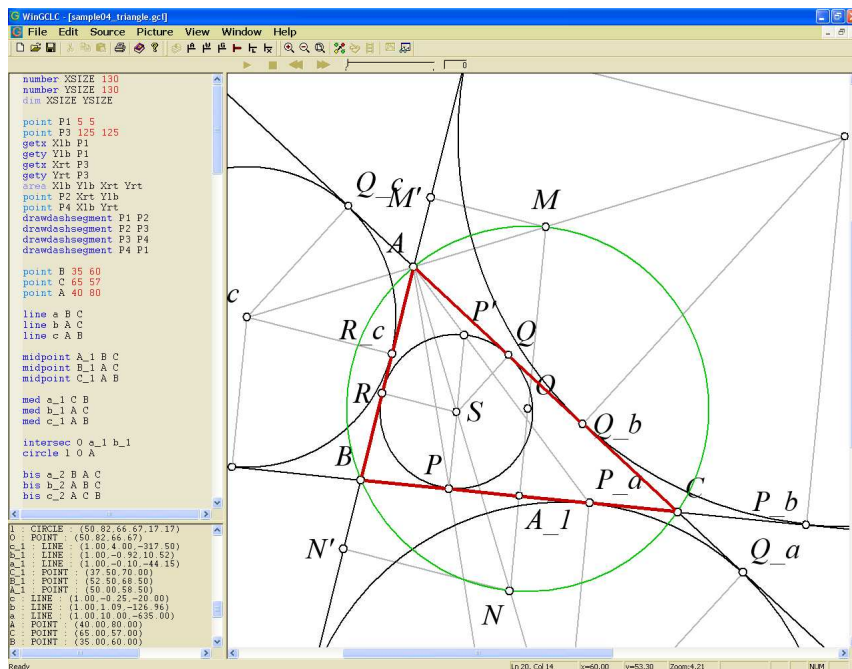 WinGCLC - [sample04_triangle.gcl]
File Edit Source Picture View Window Help
0
number XSIZE 130
number YSIZE 130
dim XSIZE YSIZE
point P1 5 5
point P3 125 125
getx Xlb P1
gety Ylb P1
getx Xrt P3
gety Yrt P3
area Xlb Ylb Xrt Yrt
point P2 Xrt Ylb
point P4 Xlb Yrt
drawdashsegment P1 P2
drawdashsegment P2 P3
drawdashsegment P3 P4
drawdashsegment P4 P1
point B 35 60
point C 65 57
point A 40 80
line a B C
line b A C
line c A B
midpoint A_1 B C
midpoint B_1 A C
midpoint C_1 A B
med a_1 C B
med b_1 A C
med c_1 A B
intersec O a_1 b_1
circle l O A
bis a_2 B A C
bis b_2 A B C
bis c_2 A C B
l : CIRCLE : (50.82,66.67,17.17)
O : POINT : (50.82,66.67)
c_1 : LINE : (1.00,4.00,-317.50)
b_1 : LINE : (1.00,-0.92,10.52)
a_1 : LINE : (1.00,-0.10,-44.15)
C_1 : POINT : (37.50,70.00)
B_1 : POINT : (52.50,68.50)
A_1 : POINT : (50.00,58.50)
c : LINE : (1.00,-0.25,-20.00)
b : LINE : (1.00,1.09,-126.96)
a : LINE : (1.00,10.00,-635.00)
A : POINT : (40.00,80.00)
C : POINT : (65.00,57.00)
B : POINT : (35.00,60.00)
Q_c
M'
M
A
c
P'
R_c
Q
R
O
S
Q_b
B
P
P_a
C
A_1
P_b
N'
Q_a
N
Ready
Ln 20, Col 14
x=60.00
y=53.30
Zoom:4.21
NUM